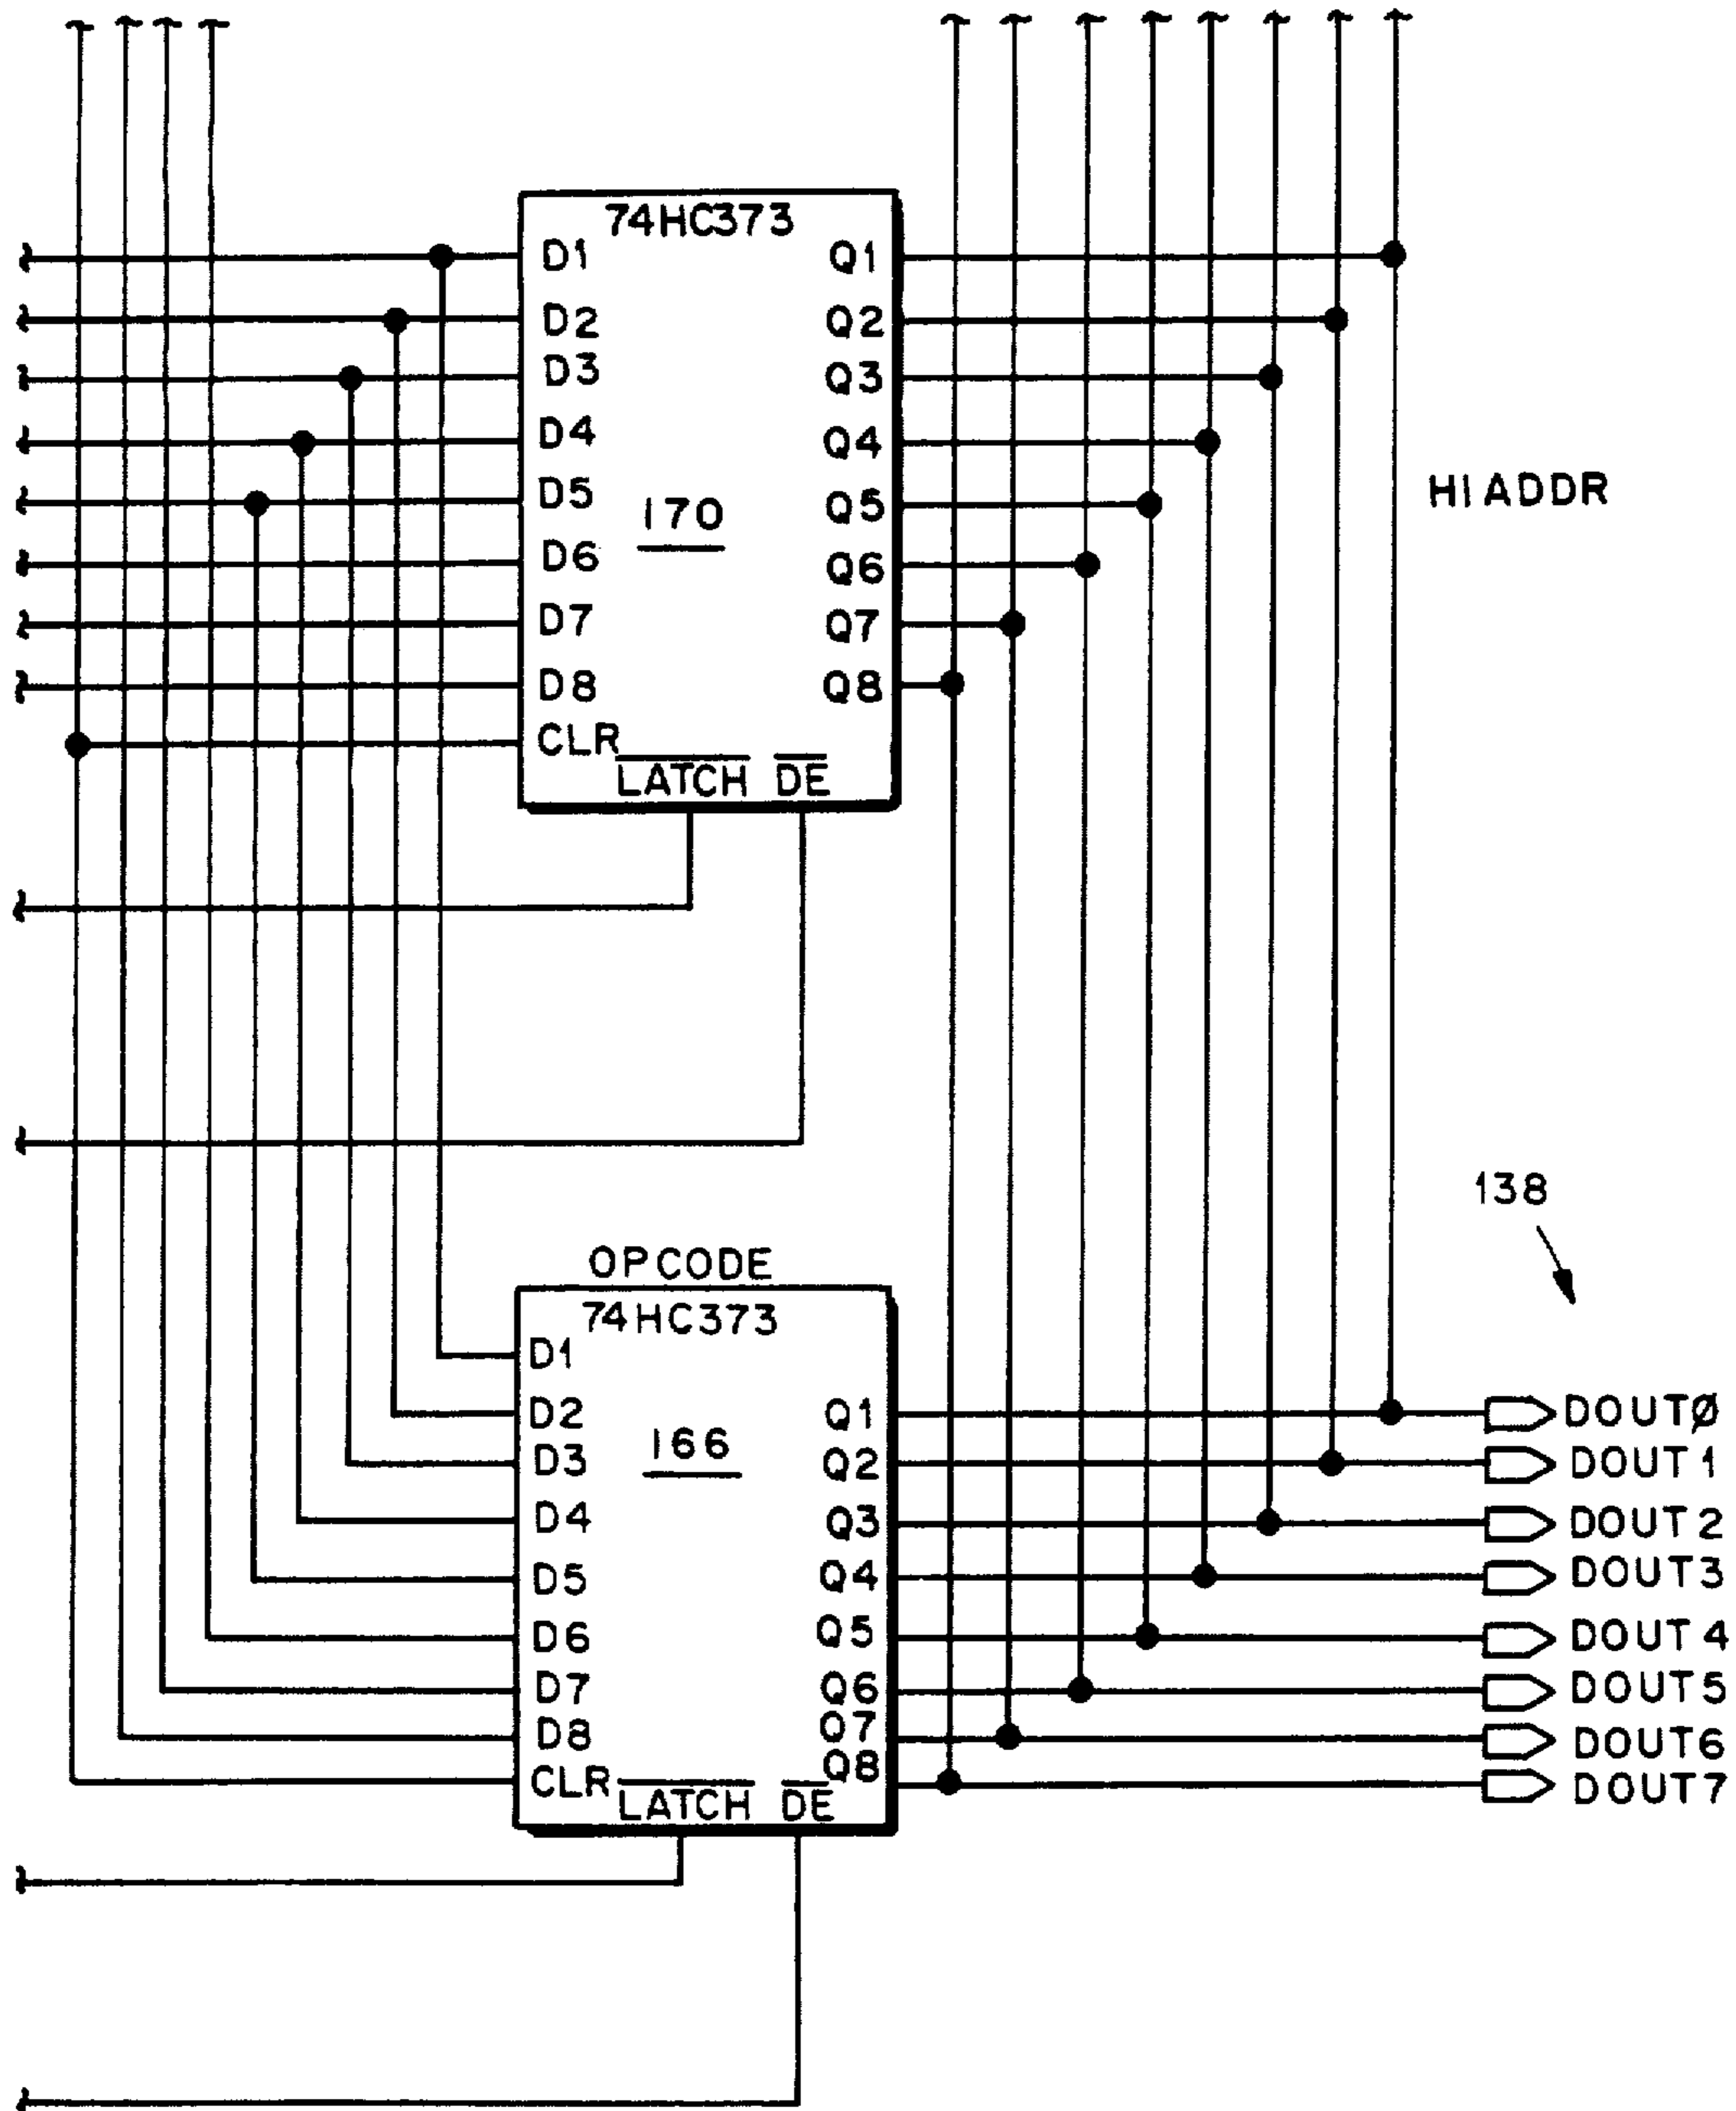 74HC373
D1 Q1
D2 Q2
D3 Q3
D4 Q4
D5 170 Q5 HIADDR
D6 Q6
D7 Q7
D8 Q8
CLR
LATCH DE
138
OPCODE
74HC373
D1
D2 Q1 DOUTØ
166
D3 Q2 DOUT1
D4 Q3 DOUT2
D5 Q4 DOUT3
D6 Q5 DOUT4
D7 Q6 DOUT5
D8 Q7 DOUT6
CLR Q8 DOUT7
LATCH DE